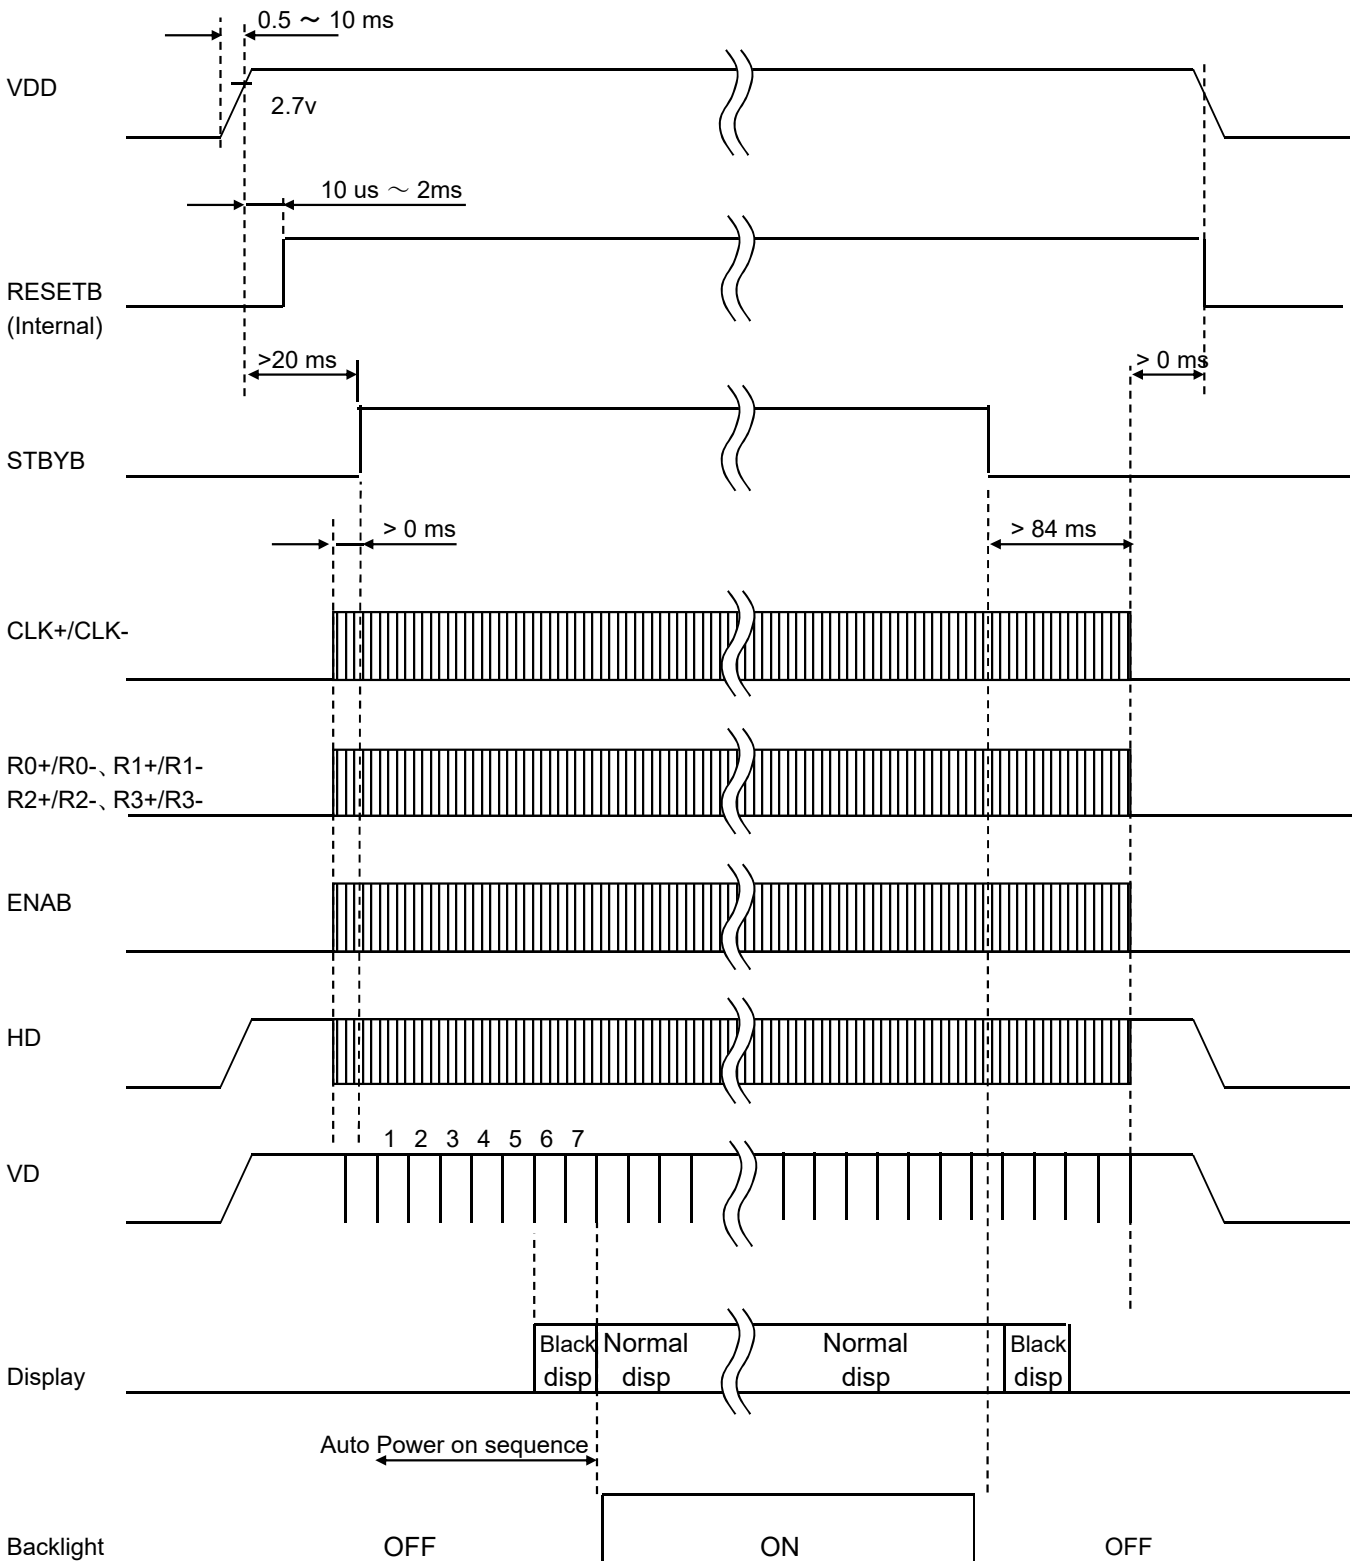 0.5 ～ 10 ms
VDD
2.7v
10 us ～ 2ms
RESETB
(Internal)
>20 ms
> 0 ms
STBYB
> 0 ms
> 84 ms
CLK+/CLK-
R0+/R0-、R1+/R1-
R2+/R2-、R3+/R3-
ENAB
HD
1 2 3 4 5 6 7
VD
Black Normal Normal Black
disp disp disp disp
Display
Auto Power on sequence
Backlight OFF ON OFF